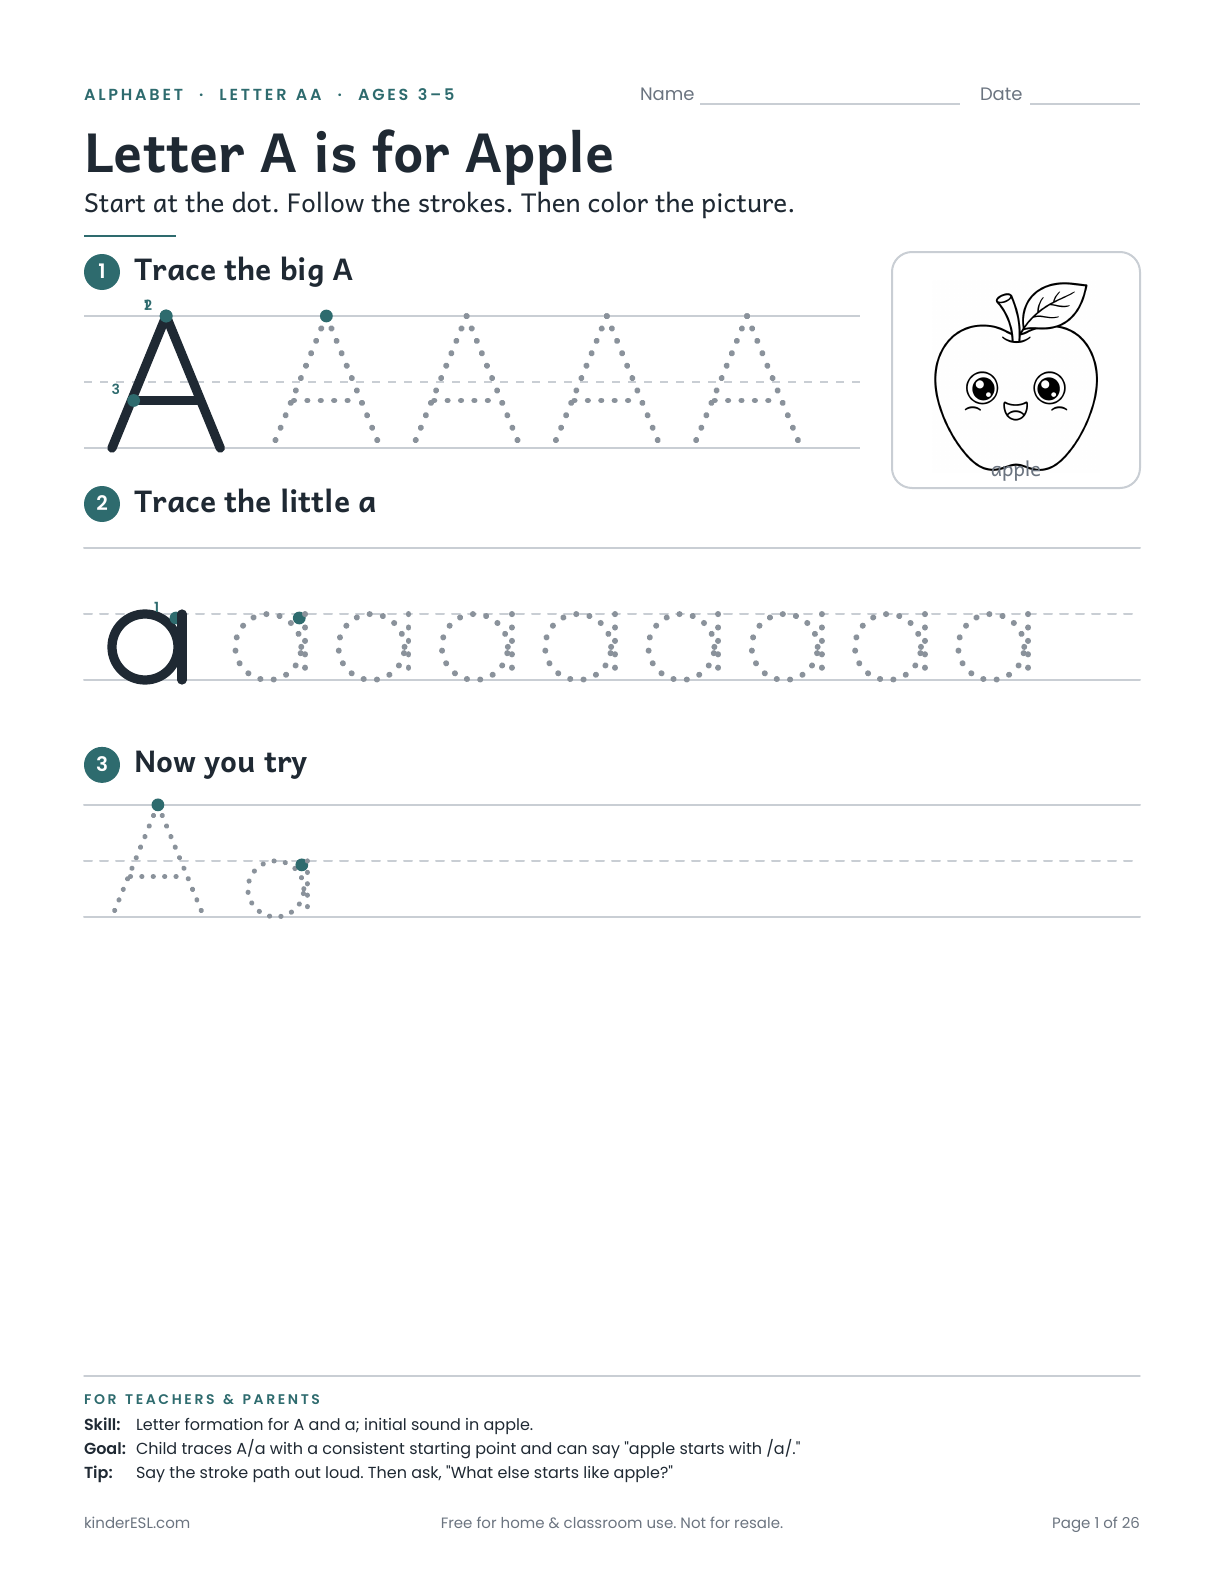 ALPHABET · LETTER AA · AGES 3–5
Name Date
Letter A is for Apple
Start at the dot. Follow the strokes. Then color the picture.
1 Trace the big A
1 2
3
A A A A A
apple
2 Trace the little a
1
a a a a a a a a a
3 Now you try
A a
FOR TEACHERS & PARENTS
Skill: Letter formation for A and a; initial sound in apple.
Goal: Child traces A/a with a consistent starting point and can say "apple starts with /a/."
Tip: Say the stroke path out loud. Then ask, "What else starts like apple?"
kinderESL.com Free for home & classroom use. Not for resale. Page 1 of 26